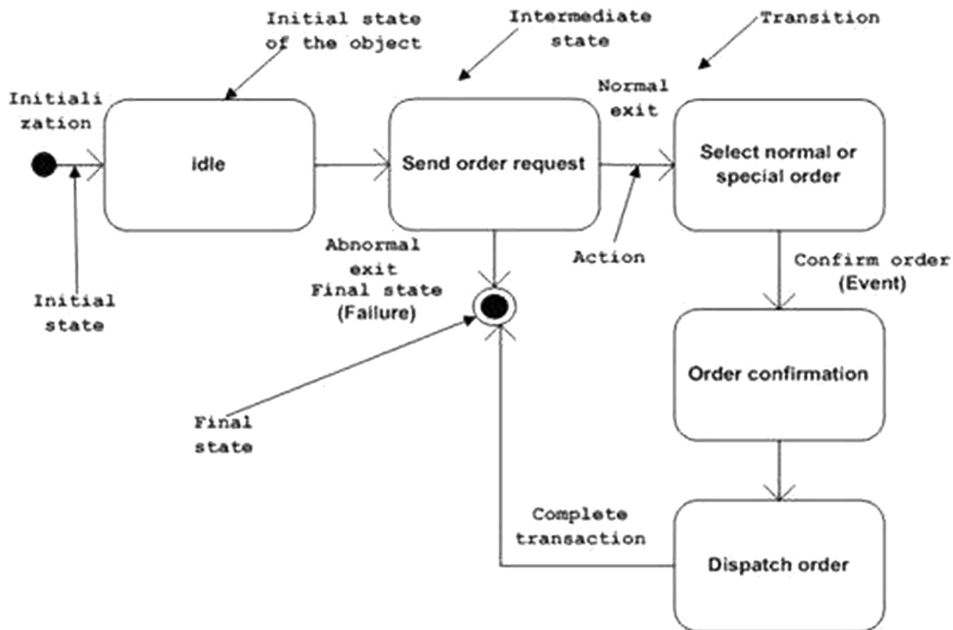 Initial state
of the object
Intermediate
state
Transition
Initiali
zation
Normal
exit
idle
Send order request
Select normal or
special order
Abnormal
exit
Final state
(Failure)
Action
Confirm order
(Event)
Initial
state
Order confirmation
Final
state
Complete
transaction
Dispatch order